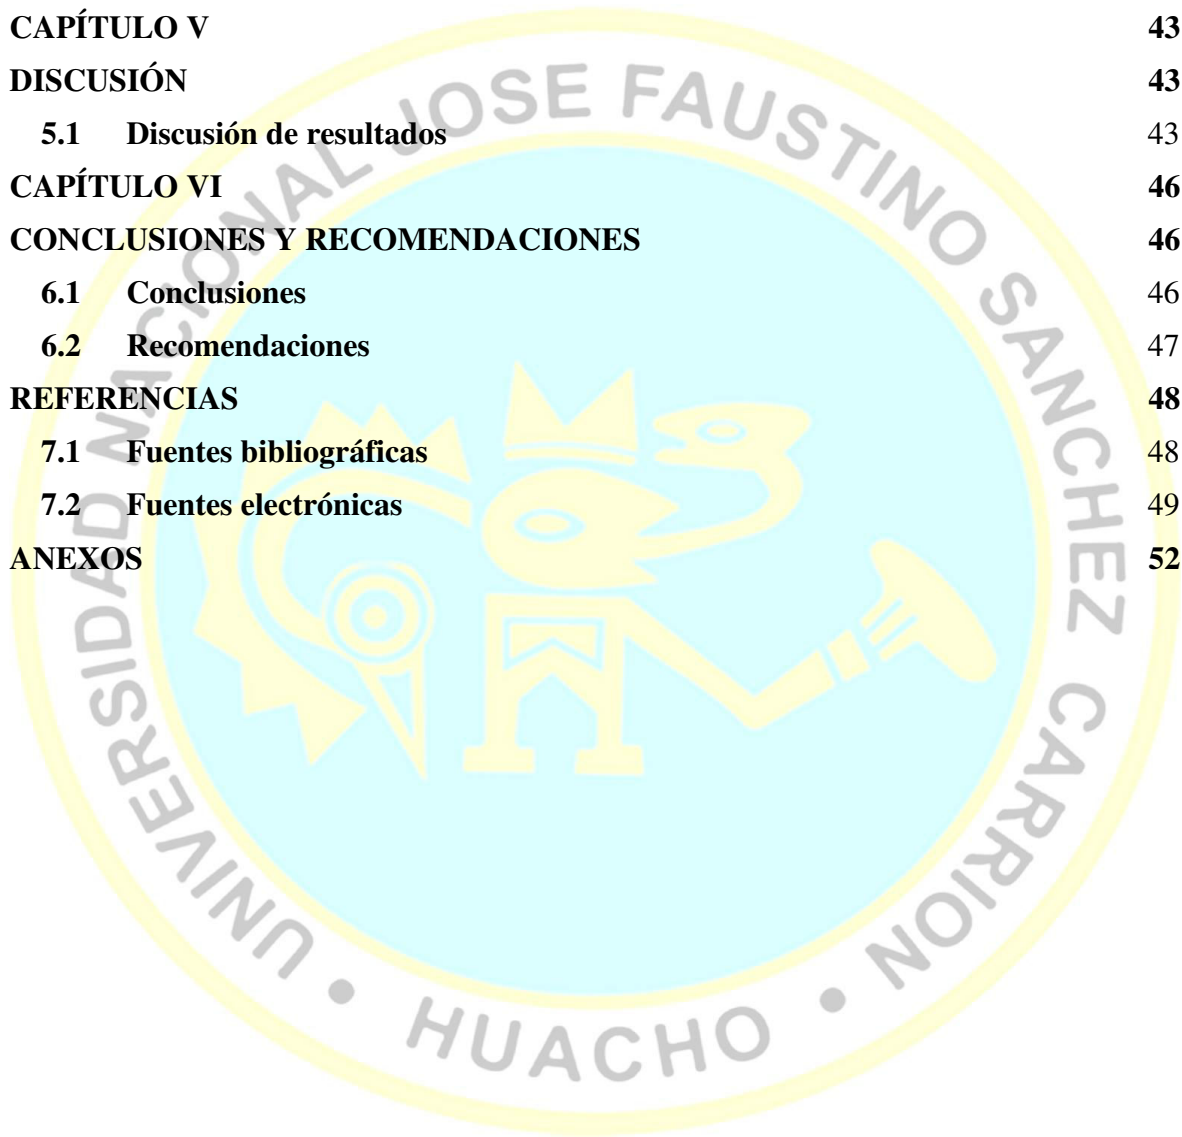 CAPÍTULO V 43
DISCUSIÓN 43
5.1 Discusión de resultados 43
CAPÍTULO VI 46
CONCLUSIONES Y RECOMENDACIONES 46
6.1 Conclusiones 46
6.2 Recomendaciones 47
REFERENCIAS 48
7.1 Fuentes bibliográficas 48
7.2 Fuentes electrónicas 49
ANEXOS 52
UNIVERSIDAD NACIONAL JOSE FAUSTINO SANCHEZ CARRION • HUACHO •